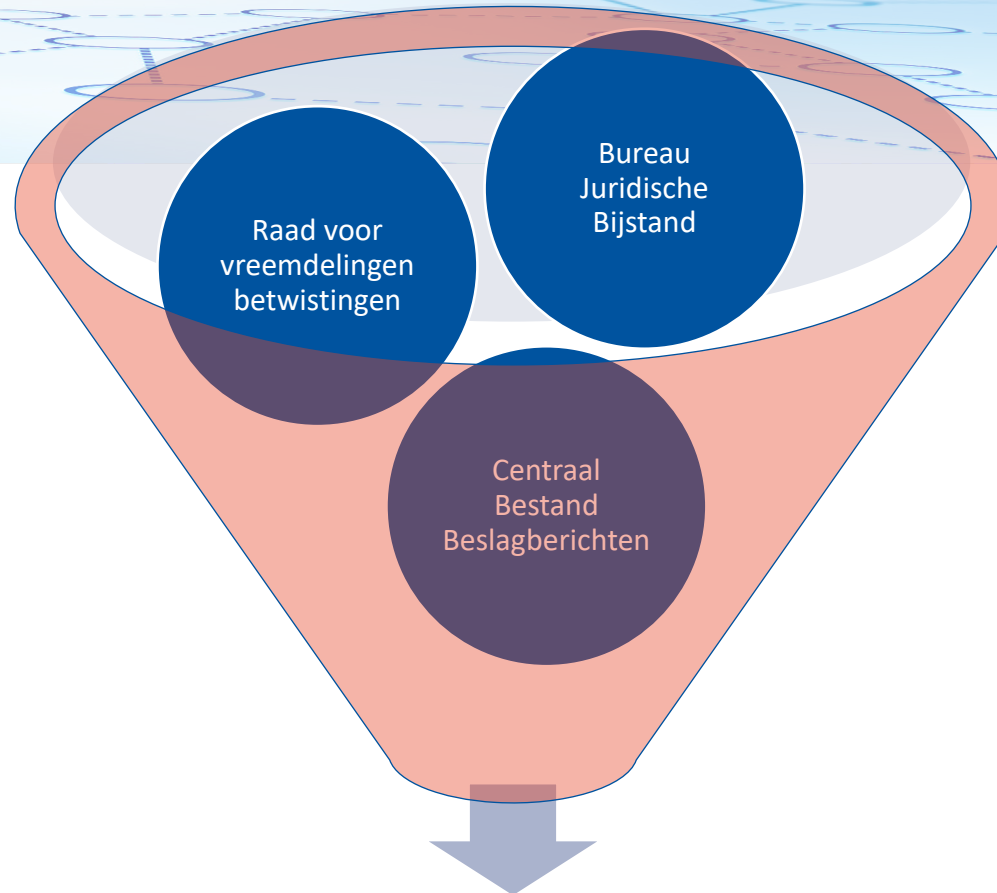 Bureau
Juridische
Bijstand
Raad voor
vreemdelingen
betwistingen
Centraal
Bestand
Beslagberichten